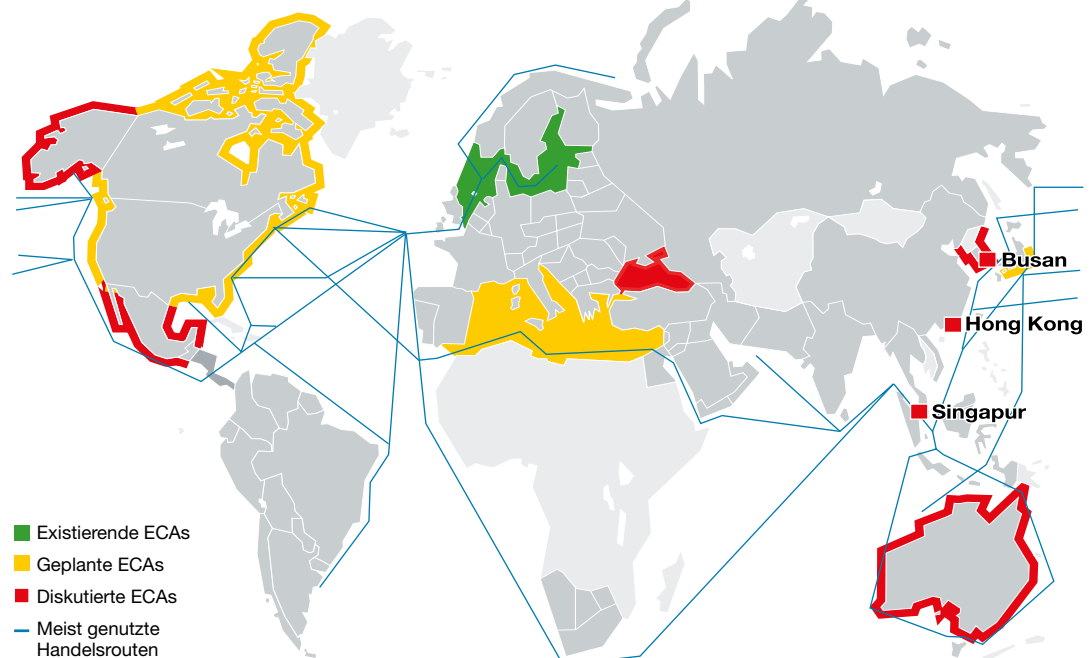 Busan
Hong Kong
Singapur
Existierende ECAs
Geplante ECAs
Diskutierte ECAs
Meist genutzte
Handelsrouten